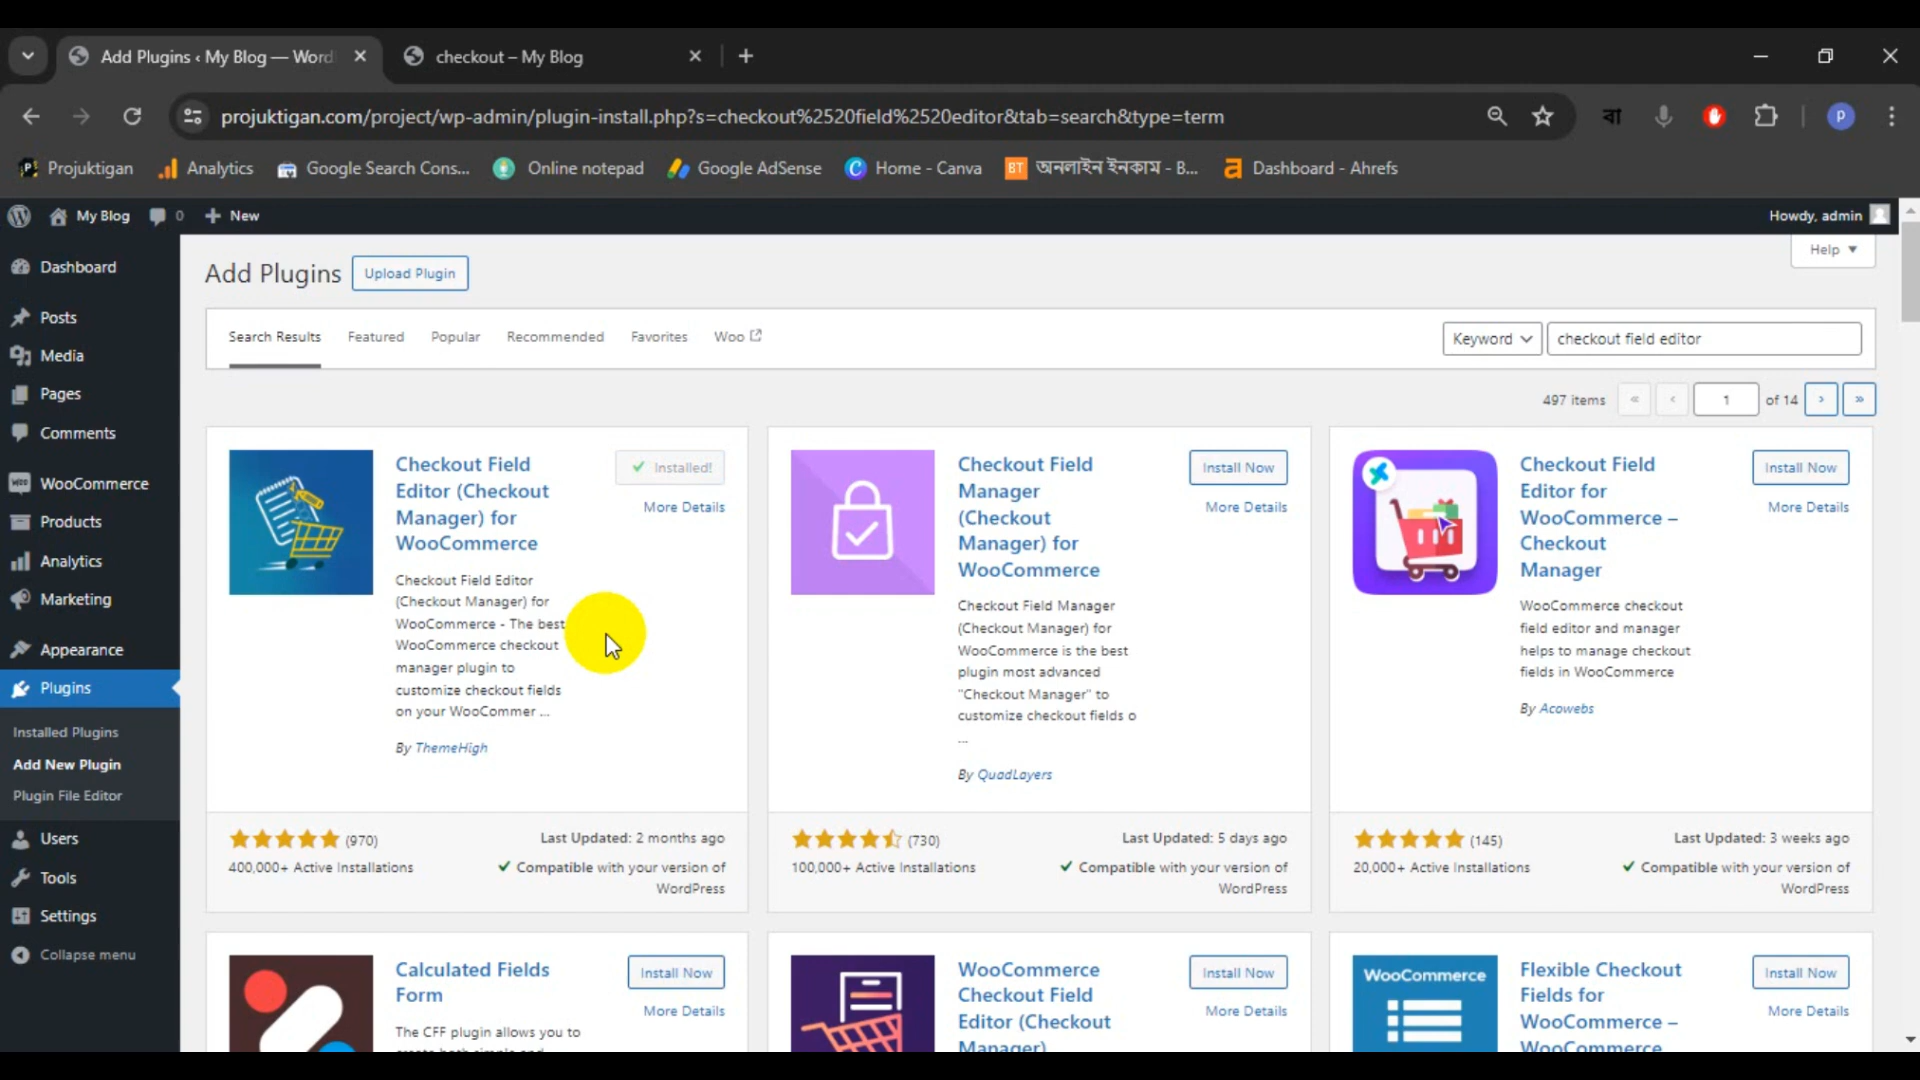 Add Plugins ‹ My Blog — Word
checkout – My Blog
projuktigan.com/project/wp-admin/plugin-install.php?s=checkout%2520field%2520editor&tab=search&type=term
বা
P
Projuktigan
Analytics
Google Search Cons...
Online notepad
Google AdSense
Home - Canva
BT
অনলাইন ইনকাম - B...
Dashboard - Ahrefs
My Blog
0
New
Howdy, admin
Help
Dashboard
Posts
Media
Pages
Comments
WooCommerce
Products
Analytics
Marketing
Appearance
Plugins
Installed Plugins
Add New Plugin
Plugin File Editor
Users
Tools
Settings
Collapse menu
Add Plugins
Upload Plugin
Search Results
Featured
Popular
Recommended
Favorites
Woo
Keyword
checkout field editor
497 items
«
‹
1
of 14
›
»
Checkout Field
Editor (Checkout
Manager) for
WooCommerce
Installed!
More Details
Checkout Field Editor
(Checkout Manager) for
WooCommerce - The best
WooCommerce checkout
manager plugin to
customize checkout fields
on your WooCommer ...
By ThemeHigh
(970)
400,000+ Active Installations
Last Updated: 2 months ago
Compatible with your version of
WordPress
Checkout Field
Manager
(Checkout
Manager) for
WooCommerce
Install Now
More Details
Checkout Field Manager
(Checkout Manager) for
WooCommerce is the best
plugin most advanced
"Checkout Manager" to
customize checkout fields o
...
By QuadLayers
(730)
100,000+ Active Installations
Last Updated: 5 days ago
Compatible with your version of
WordPress
Checkout Field
Editor for
WooCommerce –
Checkout
Manager
Install Now
More Details
WooCommerce checkout
field editor and manager
helps to manage checkout
fields in WooCommerce
By Acowebs
(145)
20,000+ Active Installations
Last Updated: 3 weeks ago
Compatible with your version of
WordPress
Calculated Fields
Form
Install Now
More Details
The CFF plugin allows you to
WooCommerce
Checkout Field
Editor (Checkout
Manager)
Install Now
More Details
WooCommerce
Flexible Checkout
Fields for
WooCommerce –
WooCommerce
Install Now
More Details